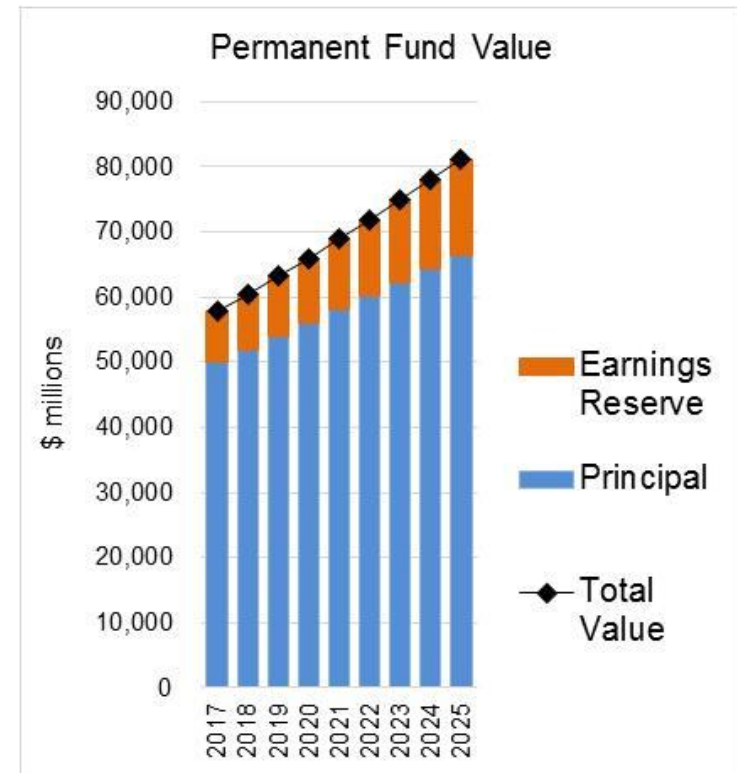 Permanent Fund Value
90,000
80,000
70,000
60,000
50,000
40,000
30,000
20,000
10,000
0
$ millions
2017
2018
2019
2020
2021
2022
2023
2024
2025
Earnings
Reserve
Principal
Total
Value